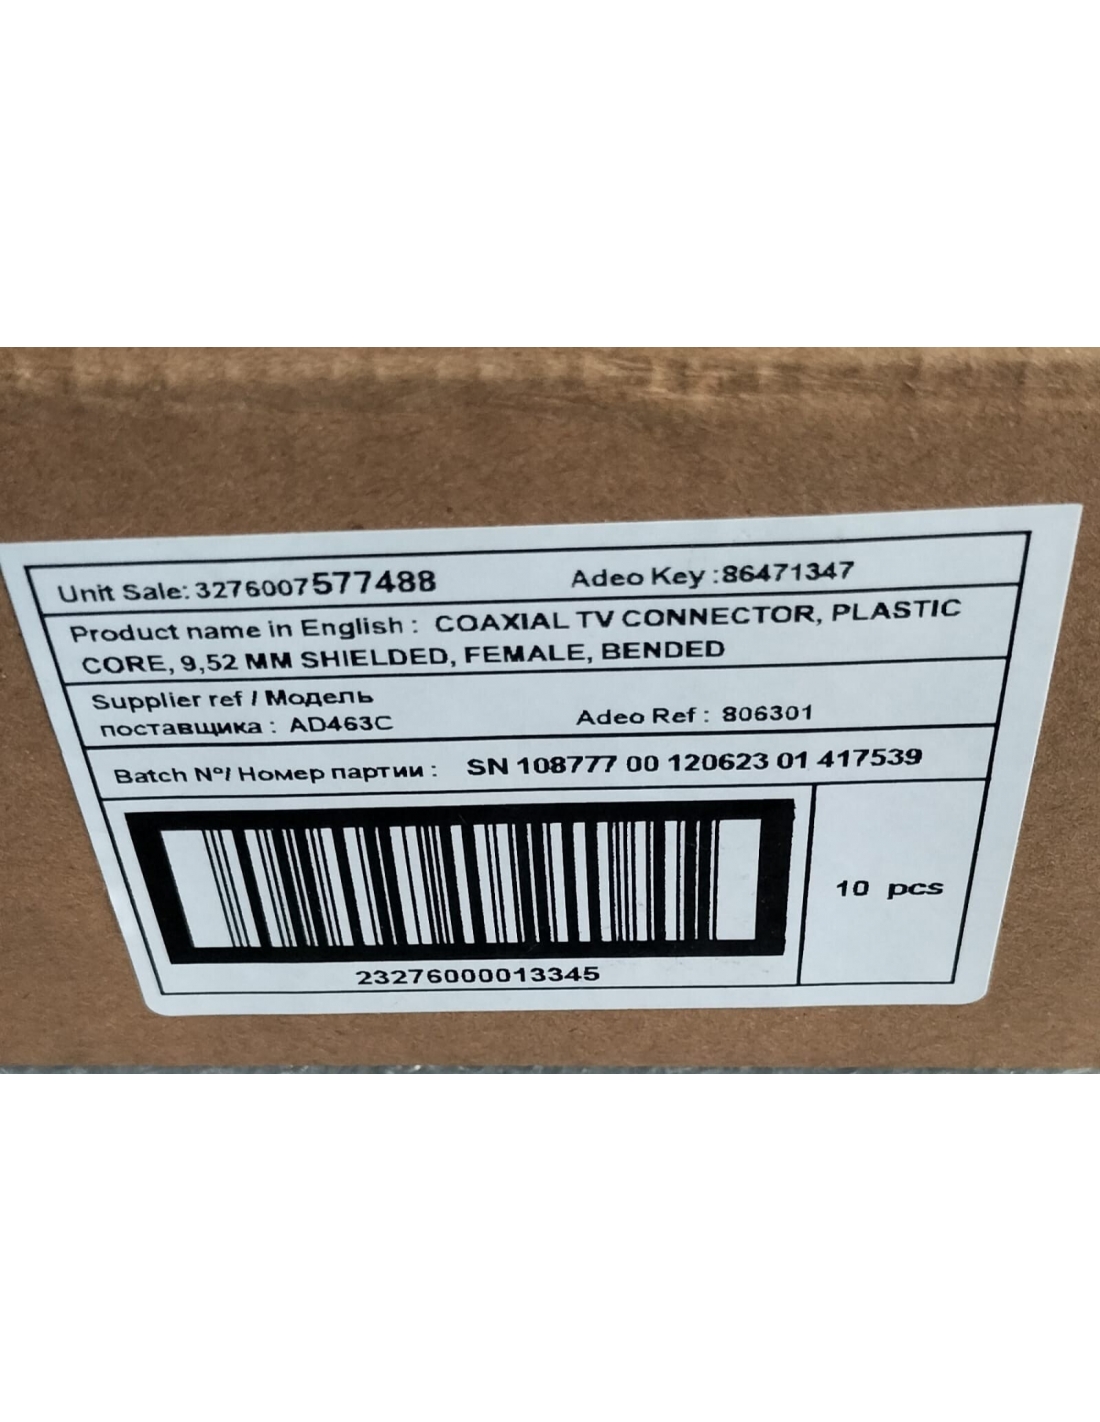 Unit Sale: 3276007577488 Adeo Key :86471347
Product name in English : COAXIAL TV CONNECTOR, PLASTIC
CORE, 9,52 MM SHIELDED, FEMALE, BENDED
Supplier ref / Модель
поставщика : AD463C Adeo Ref : 806301
Batch Nº/ Номер партии : SN 108777 00 120623 01 417539
10 pcs
23276000013345